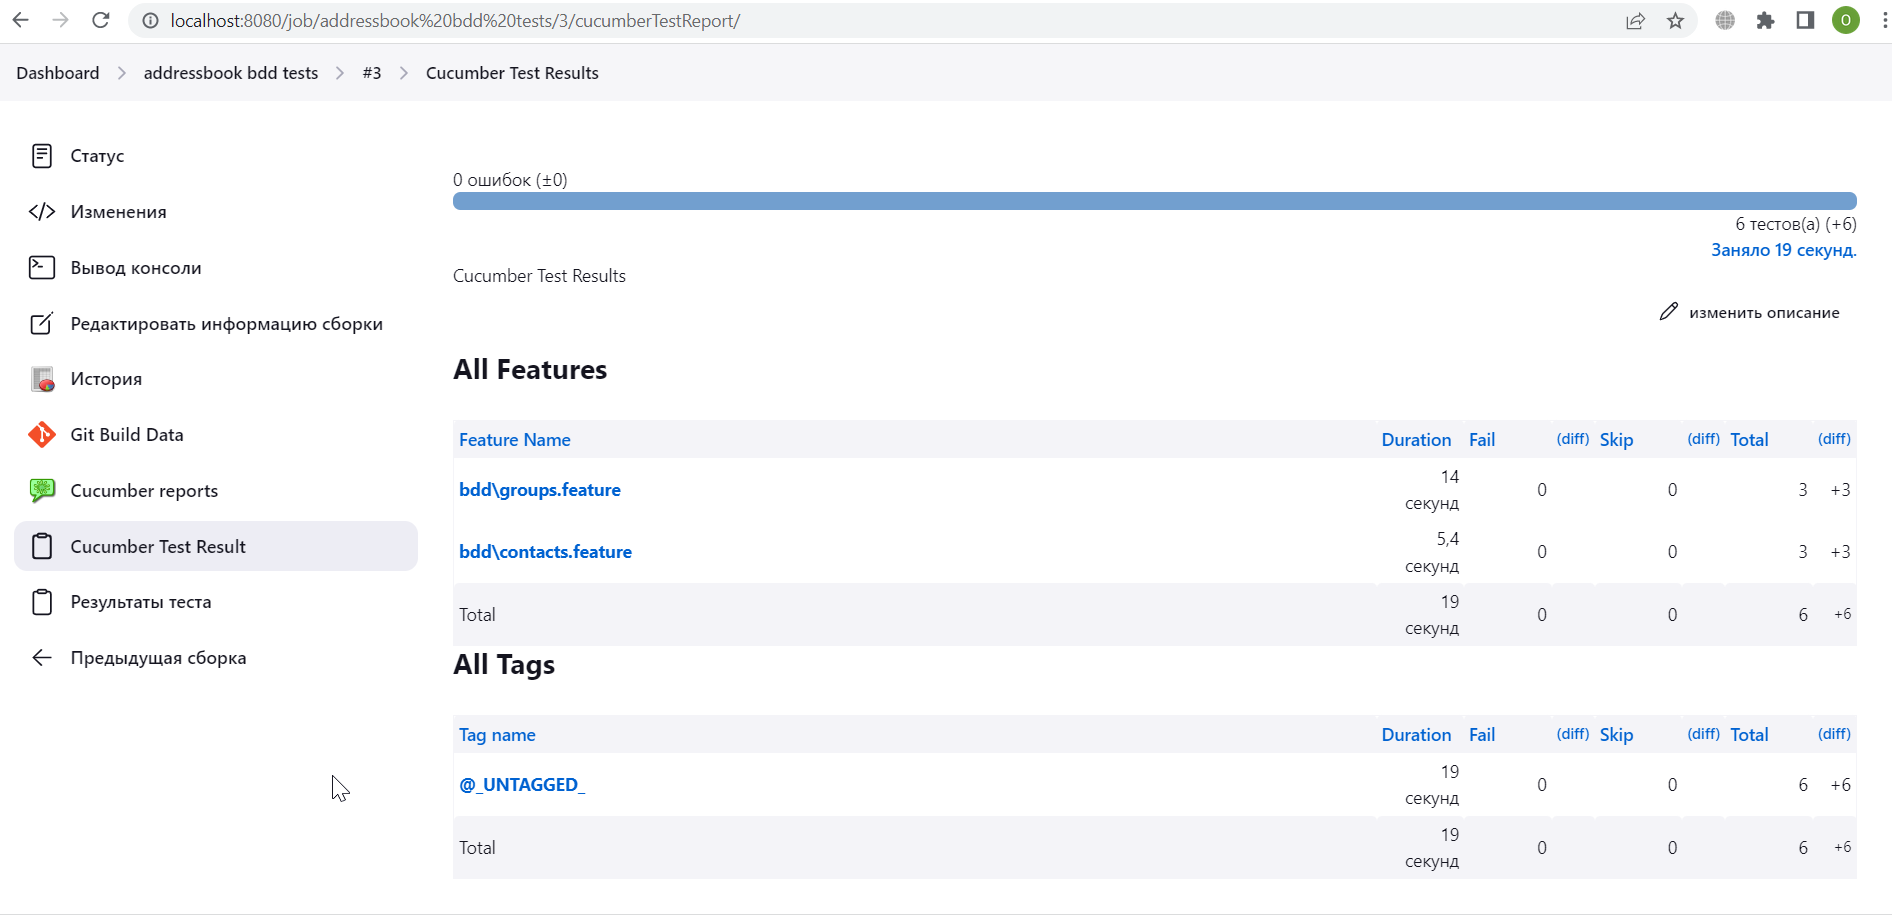 localhost:8080/job/addressbook%20bdd%20tests/3/cucumberTestReport/
O
Dashboard addressbook bdd tests #3 Cucumber Test Results
Статус
Изменения
Вывод консоли
Редактировать информацию сборки
История
Git Build Data
Cucumber reports
Cucumber Test Result
Результаты теста
Предыдущая сборка
0 ошибок (±0)
6 тестов(а) (+6)
Заняло 19 секунд.
Cucumber Test Results
изменить описание
All Features
Feature Name Duration Fail (diff) Skip (diff) Total (diff)
bdd\groups.feature 14 секунд 0 0 3 +3
bdd\contacts.feature 5,4 секунд 0 0 3 +3
Total 19 секунд 0 0 6 +6
All Tags
Tag name Duration Fail (diff) Skip (diff) Total (diff)
@_UNTAGGED_ 19 секунд 0 0 6 +6
Total 19 секунд 0 0 6 +6